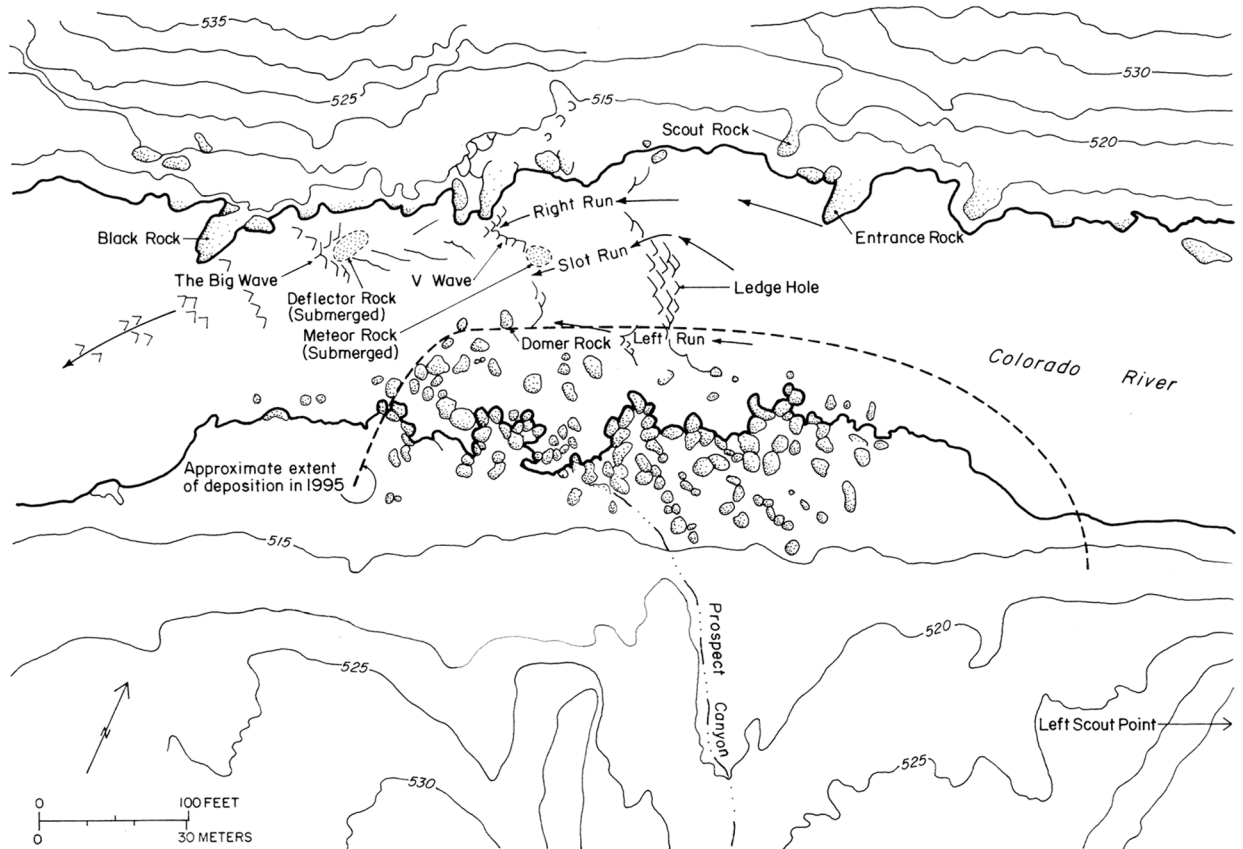 535
525
515
530
520
Scout Rock
Right Run
Black Rock
Entrance Rock
The Big Wave
V Wave
Slot Run
Ledge Hole
Deflector Rock
(Submerged)
Meteor Rock
(Submerged)
Domer Rock
Left Run
Colorado River
Approximate extent
of deposition in 1995
515
Prospect Canyon
520
525
Left Scout Point
N
525
530
0 100 FEET
0 30 METERS